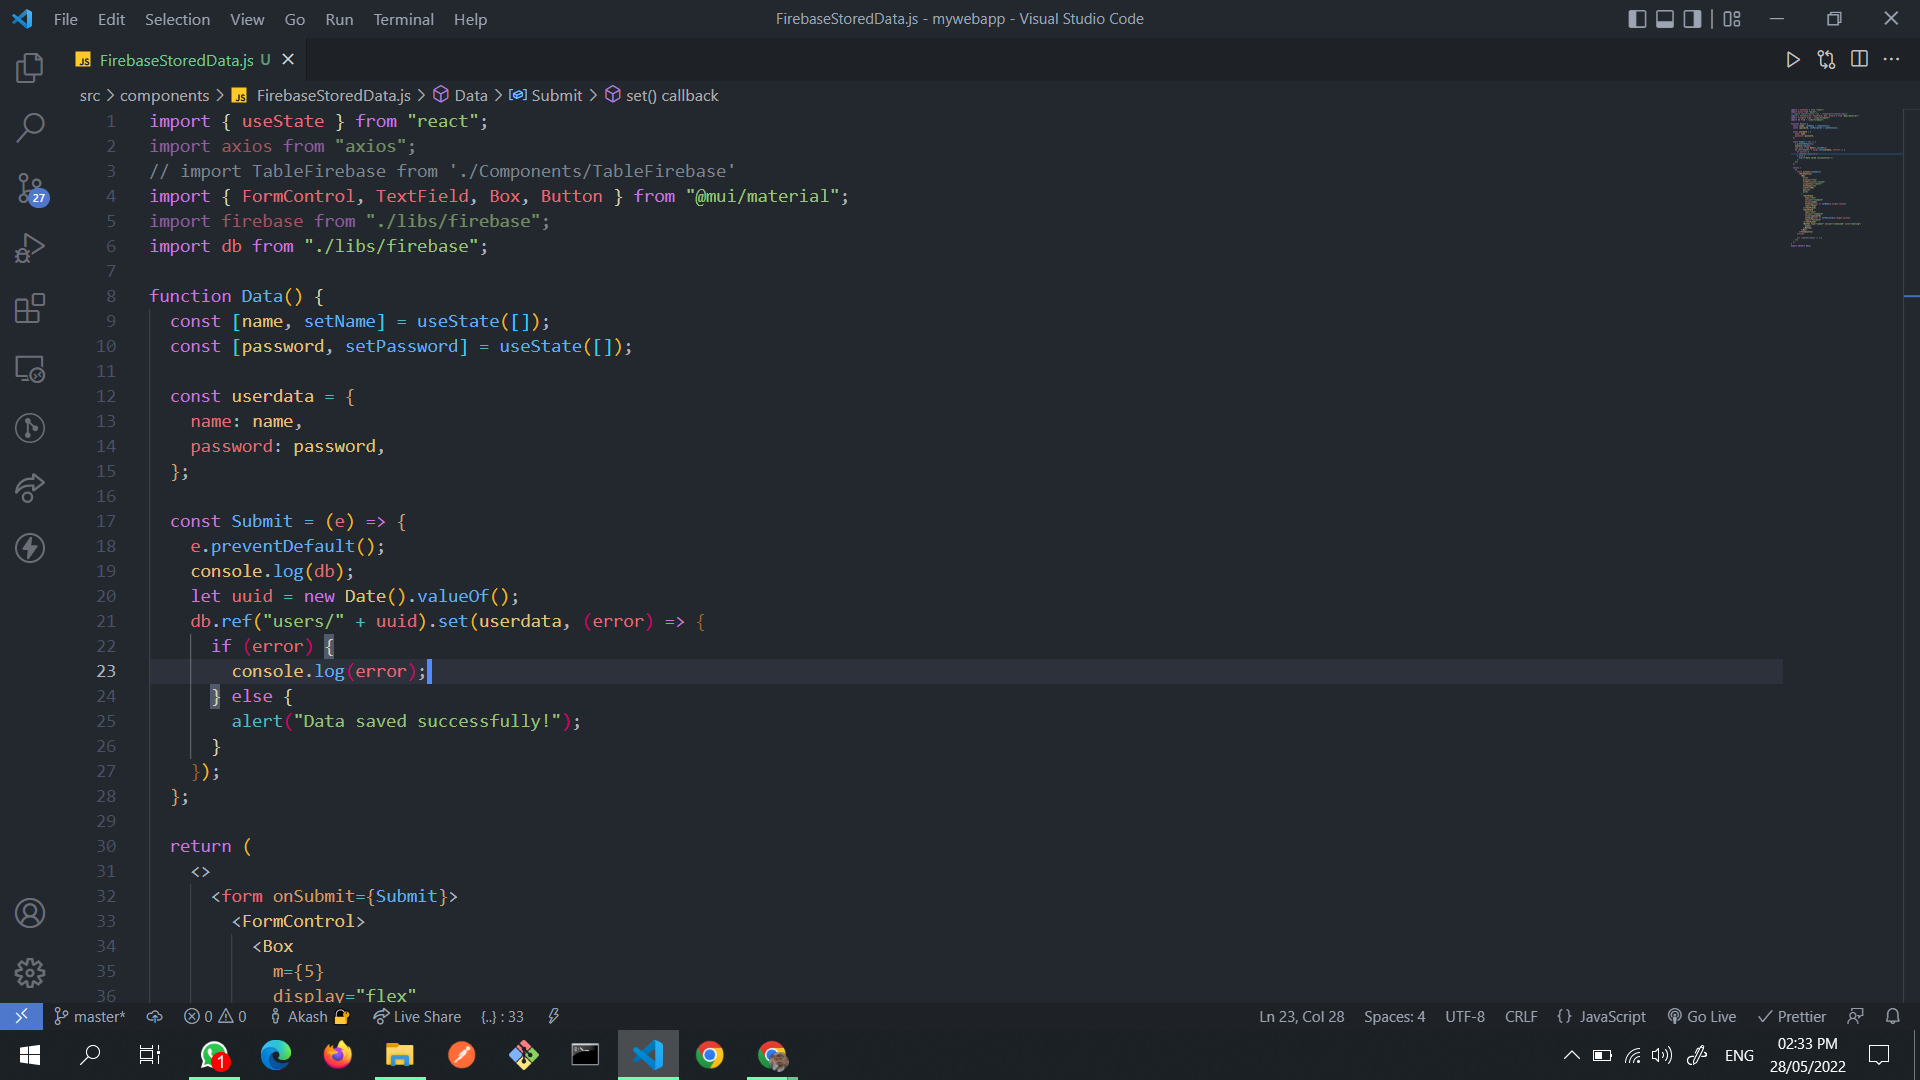 File Edit Selection View Go Run Terminal Help
FirebaseStoredData.js - mywebapp - Visual Studio Code
JS FirebaseStoredData.js U
src > components > JS FirebaseStoredData.js > Data > Submit > set() callback
1 import { useState } from "react";
2 import axios from "axios";
3 // import TableFirebase from './Components/TableFirebase'
4 import { FormControl, TextField, Box, Button } from "@mui/material";
5 import firebase from "./libs/firebase";
6 import db from "./libs/firebase";
7
8 function Data() {
9 const [name, setName] = useState([]);
10 const [password, setPassword] = useState([]);
11
12 const userdata = {
13 name: name,
14 password: password,
15 };
16
17 const Submit = (e) => {
18 e.preventDefault();
19 console.log(db);
20 let uuid = new Date().valueOf();
21 db.ref("users/" + uuid).set(userdata, (error) => {
22 if (error) {
23 console.log(error);
24 } else {
25 alert("Data saved successfully!");
26 }
27 });
28 };
29
30 return (
31 <>
32 <form onSubmit={Submit}>
33 <FormControl>
34 <Box
35 m={5}
36 display="flex"
27
master* 0 0 Akash Live Share {..} : 33
Ln 23, Col 28 Spaces: 4 UTF-8 CRLF {} JavaScript Go Live Prettier
1
ENG
02:33 PM
28/05/2022